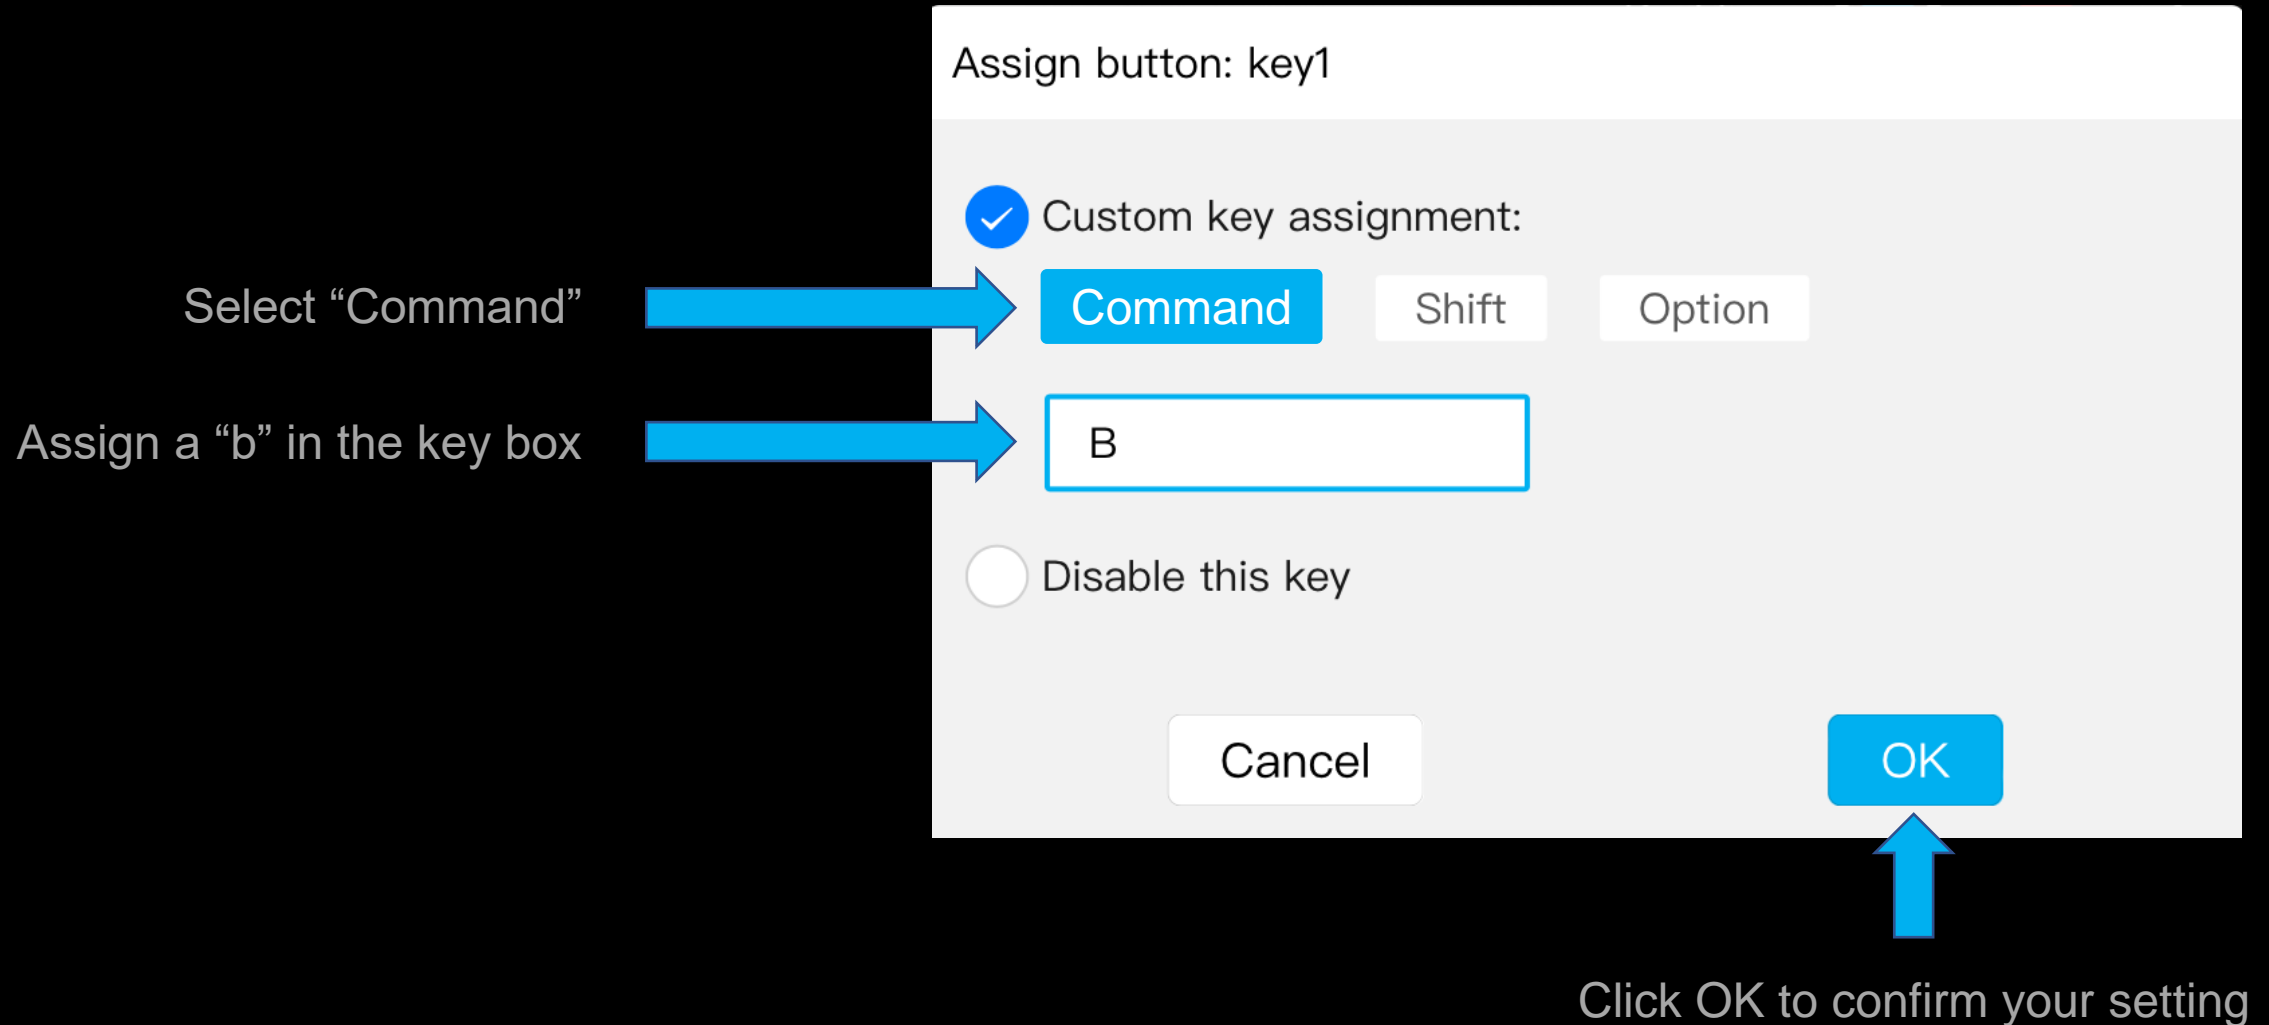 Assign button: key1
Custom key assignment:
Select “Command”
Command Shift Option
Assign a “b” in the key box
B
Disable this key
Cancel OK
Click OK to confirm your setting